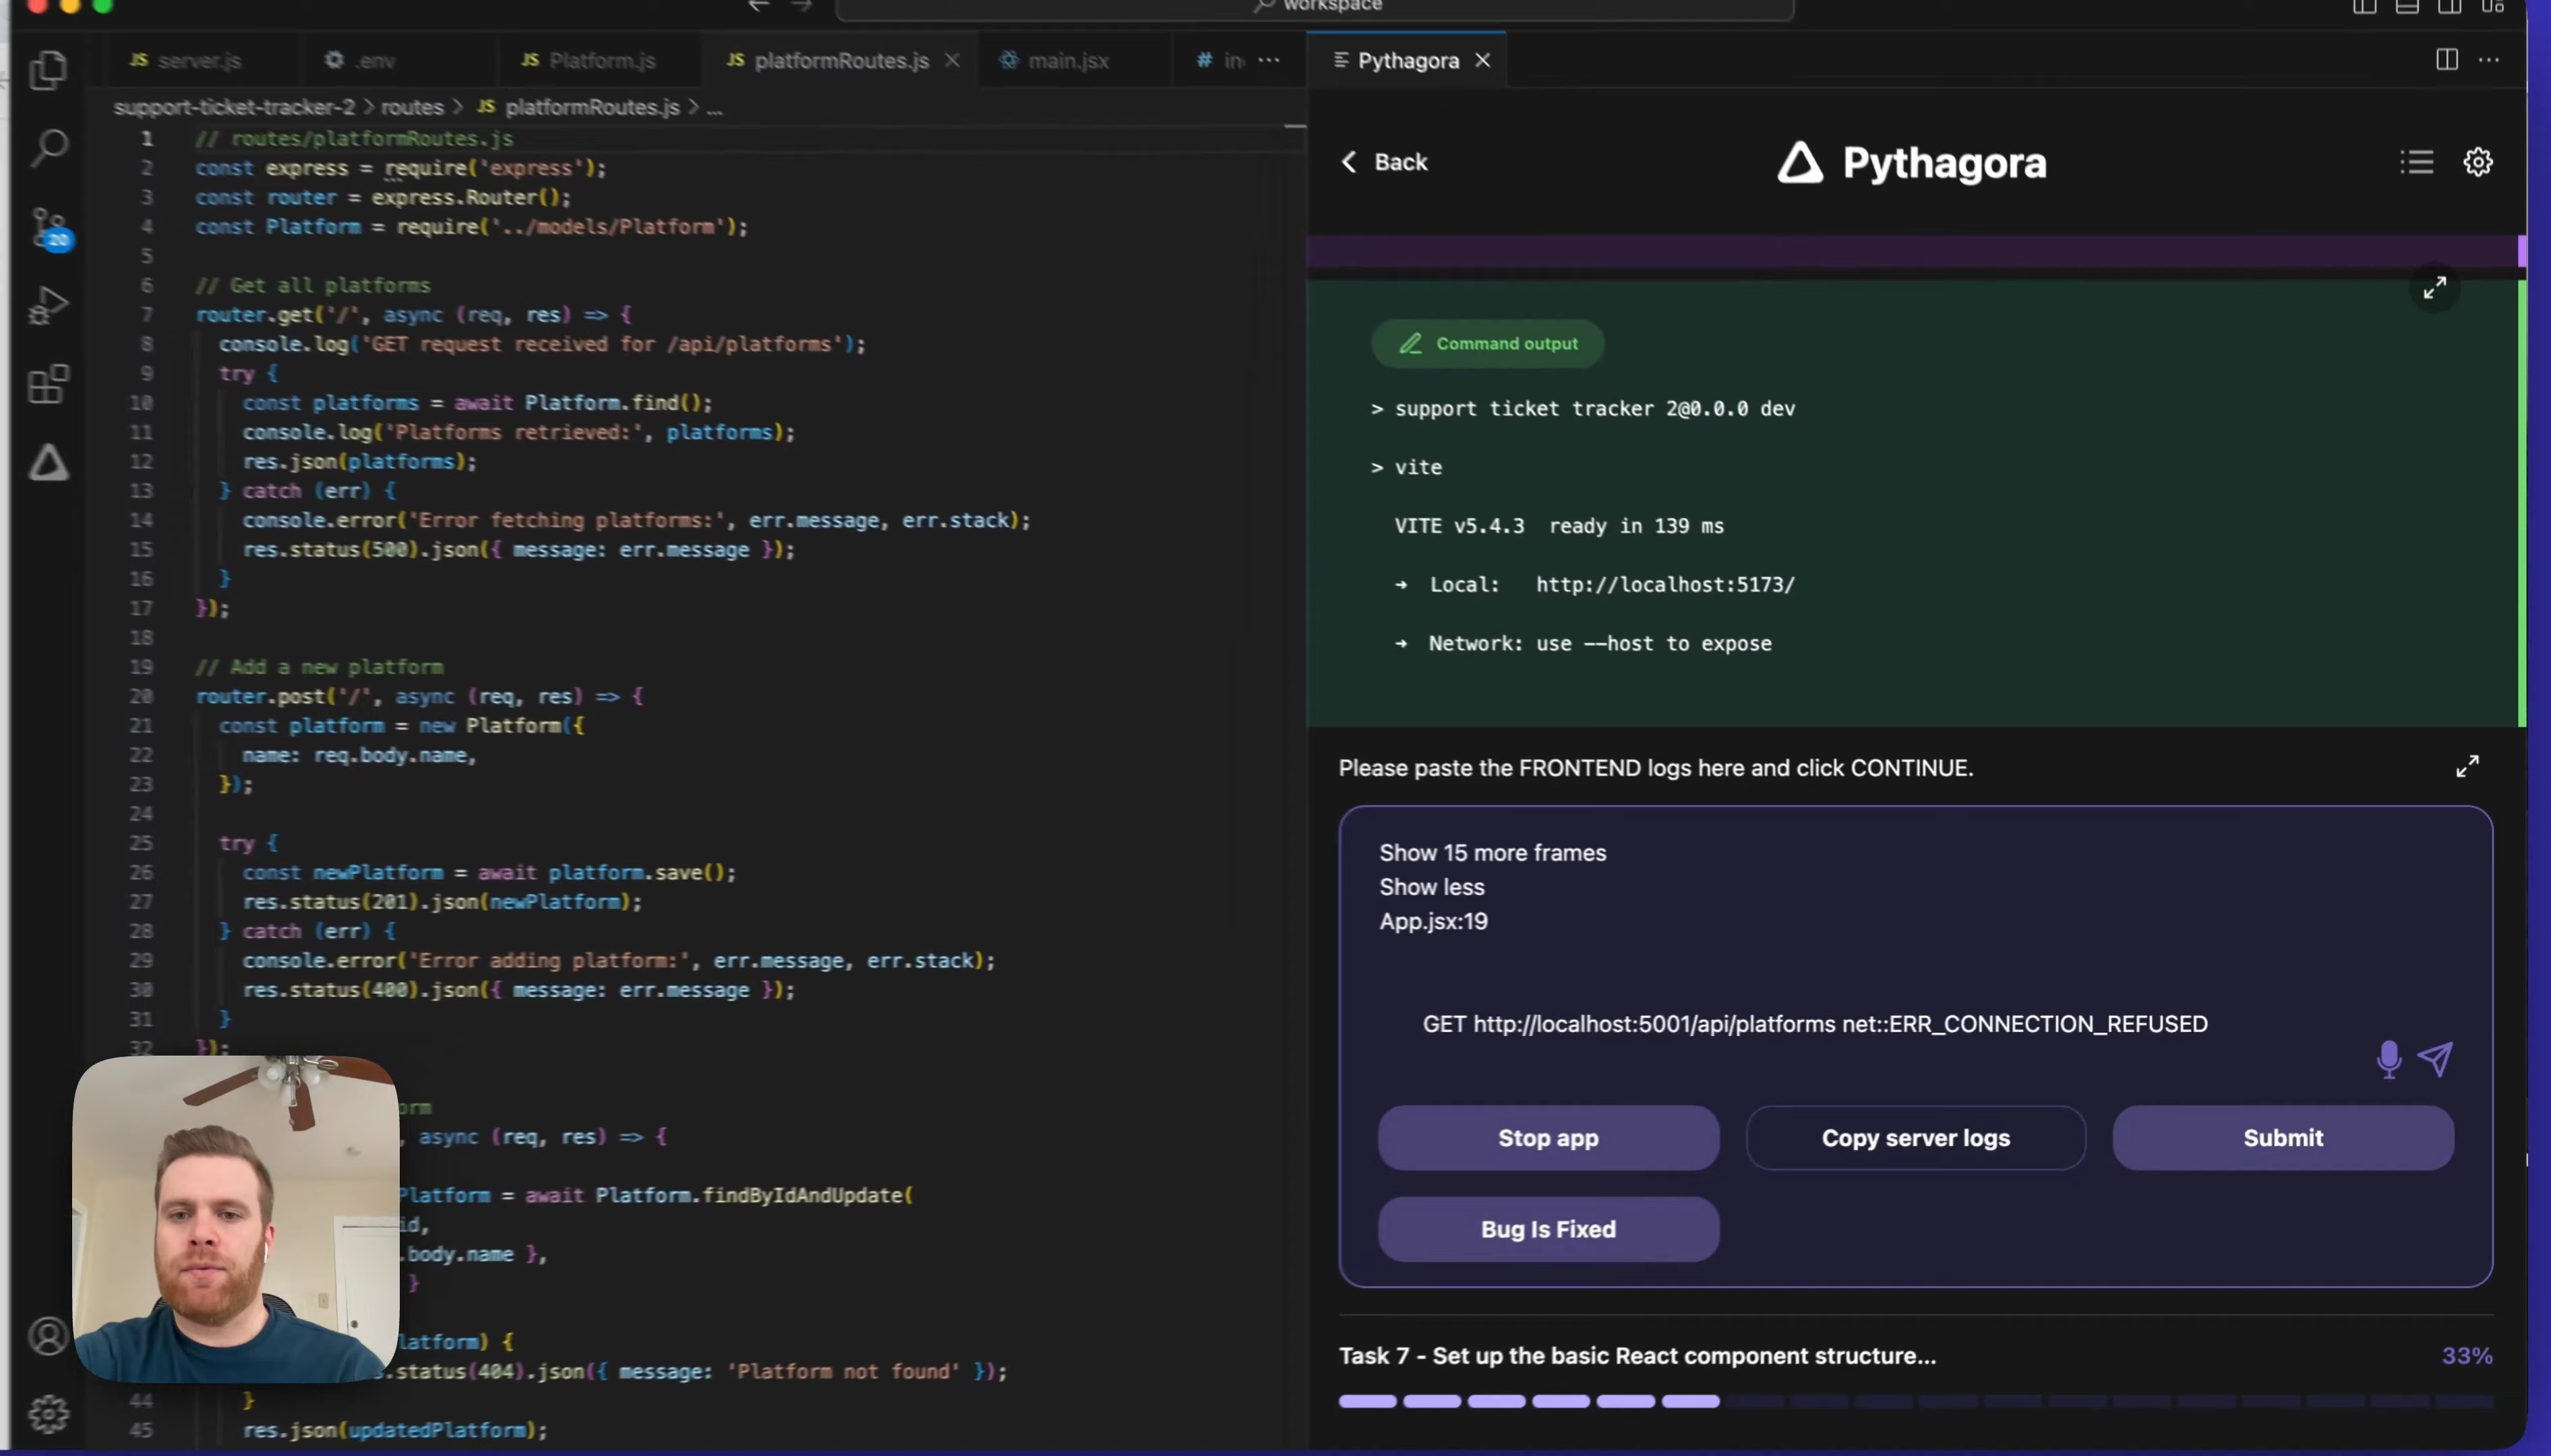 workspace
JS server.js
.env
JS Platform.js
JS platformRoutes.js
main.jsx
# in
Pythagora
support-ticket-tracker-2 > routes > JS platformRoutes.js > ...
1 // routes/platformRoutes.js
2 const express = require('express');
3 const router = express.Router();
4 const Platform = require('../models/Platform');
5
6 // Get all platforms
7 router.get('/', async (req, res) => {
8 console.log('GET request received for /api/platforms');
9 try {
10 const platforms = await Platform.find();
11 console.log('Platforms retrieved:', platforms);
12 res.json(platforms);
13 } catch (err) {
14 console.error('Error fetching platforms:', err.message, err.stack);
15 res.status(500).json({ message: err.message });
16 }
17 });
18
19 // Add a new platform
20 router.post('/', async (req, res) => {
21 const platform = new Platform({
22 name: req.body.name,
23 });
24
25 try {
26 const newPlatform = await platform.save();
27 res.status(201).json(newPlatform);
28 } catch (err) {
29 console.error('Error adding platform:', err.message, err.stack);
30 res.status(400).json({ message: err.message });
31 }
32 });
orm
, async (req, res) => {
Platform = await Platform.findByIdAndUpdate(
id,
.body.name },
}
latform) {
s.status(404).json({ message: 'Platform not found' });
44 }
45 res.json(updatedPlatform);
20
Back
Pythagora
Command output
> support ticket tracker 2@0.0.0 dev
> vite
VITE v5.4.3 ready in 139 ms
➜ Local: http://localhost:5173/
➜ Network: use --host to expose
Please paste the FRONTEND logs here and click CONTINUE.
Show 15 more frames
Show less
App.jsx:19
GET http://localhost:5001/api/platforms net::ERR_CONNECTION_REFUSED
Stop app
Copy server logs
Submit
Bug Is Fixed
Task 7 - Set up the basic React component structure...
33%